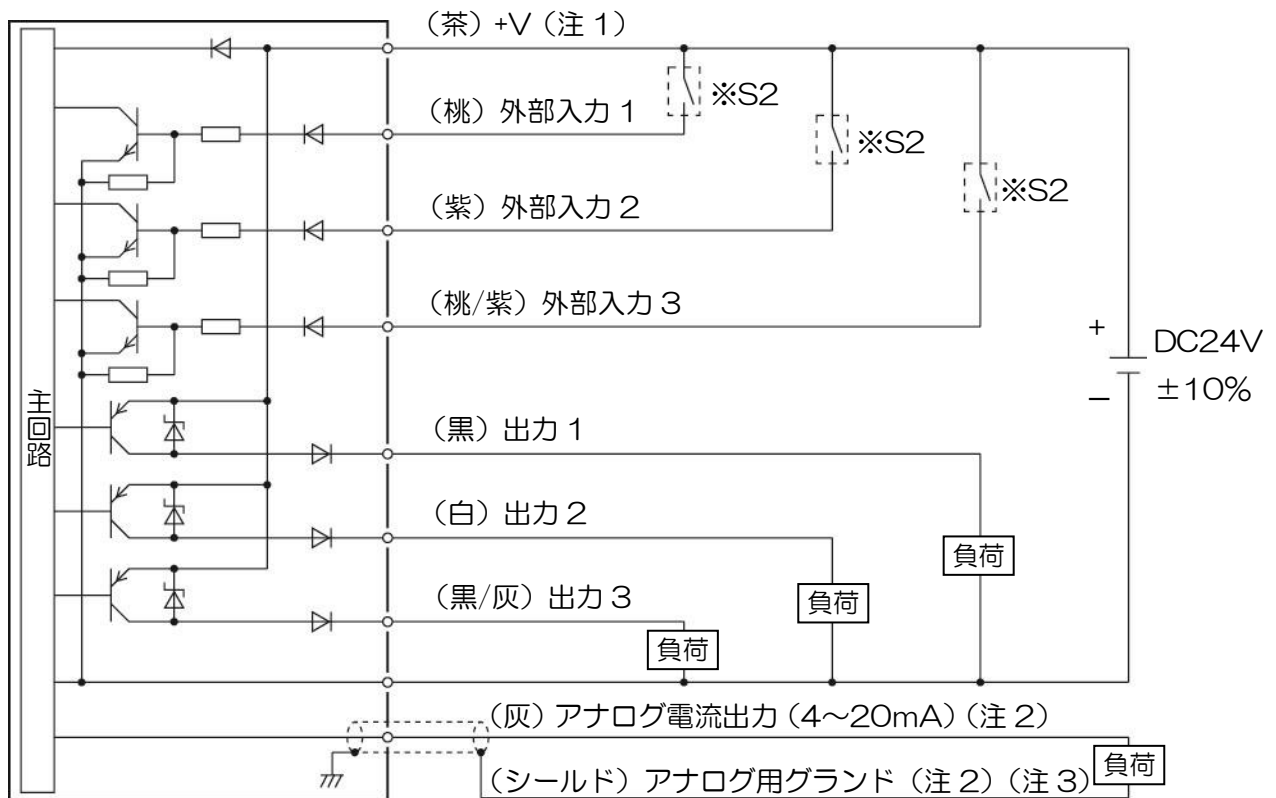 （茶）+V（注1）
※S2
（桃）外部入力1
※S2
※S2
（紫）外部入力2
（桃/紫）外部入力3
+
DC24V
−
±10%
主回路
（黒）出力1
（白）出力2
負荷
（黒/灰）出力3
負荷
負荷
（灰）アナログ電流出力（4～20mA）（注2）
（シールド）アナログ用グランド（注2）（注3）
負荷